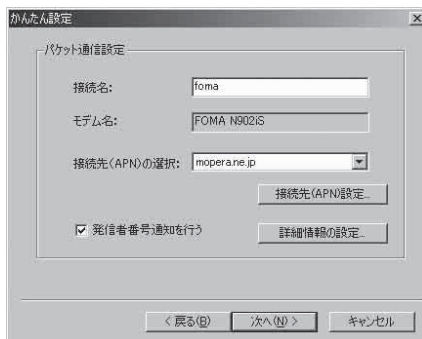 かんたん設定
パケット通信設定
接続名: foma
モデム名: FOMA N902iS
接続先(APN)の選択: mopera.ne.jp
接続先(APN)設定...
発信者番号通知を行う 詳細情報の設定...
< 戻る(B) 次へ(N) > キャンセル